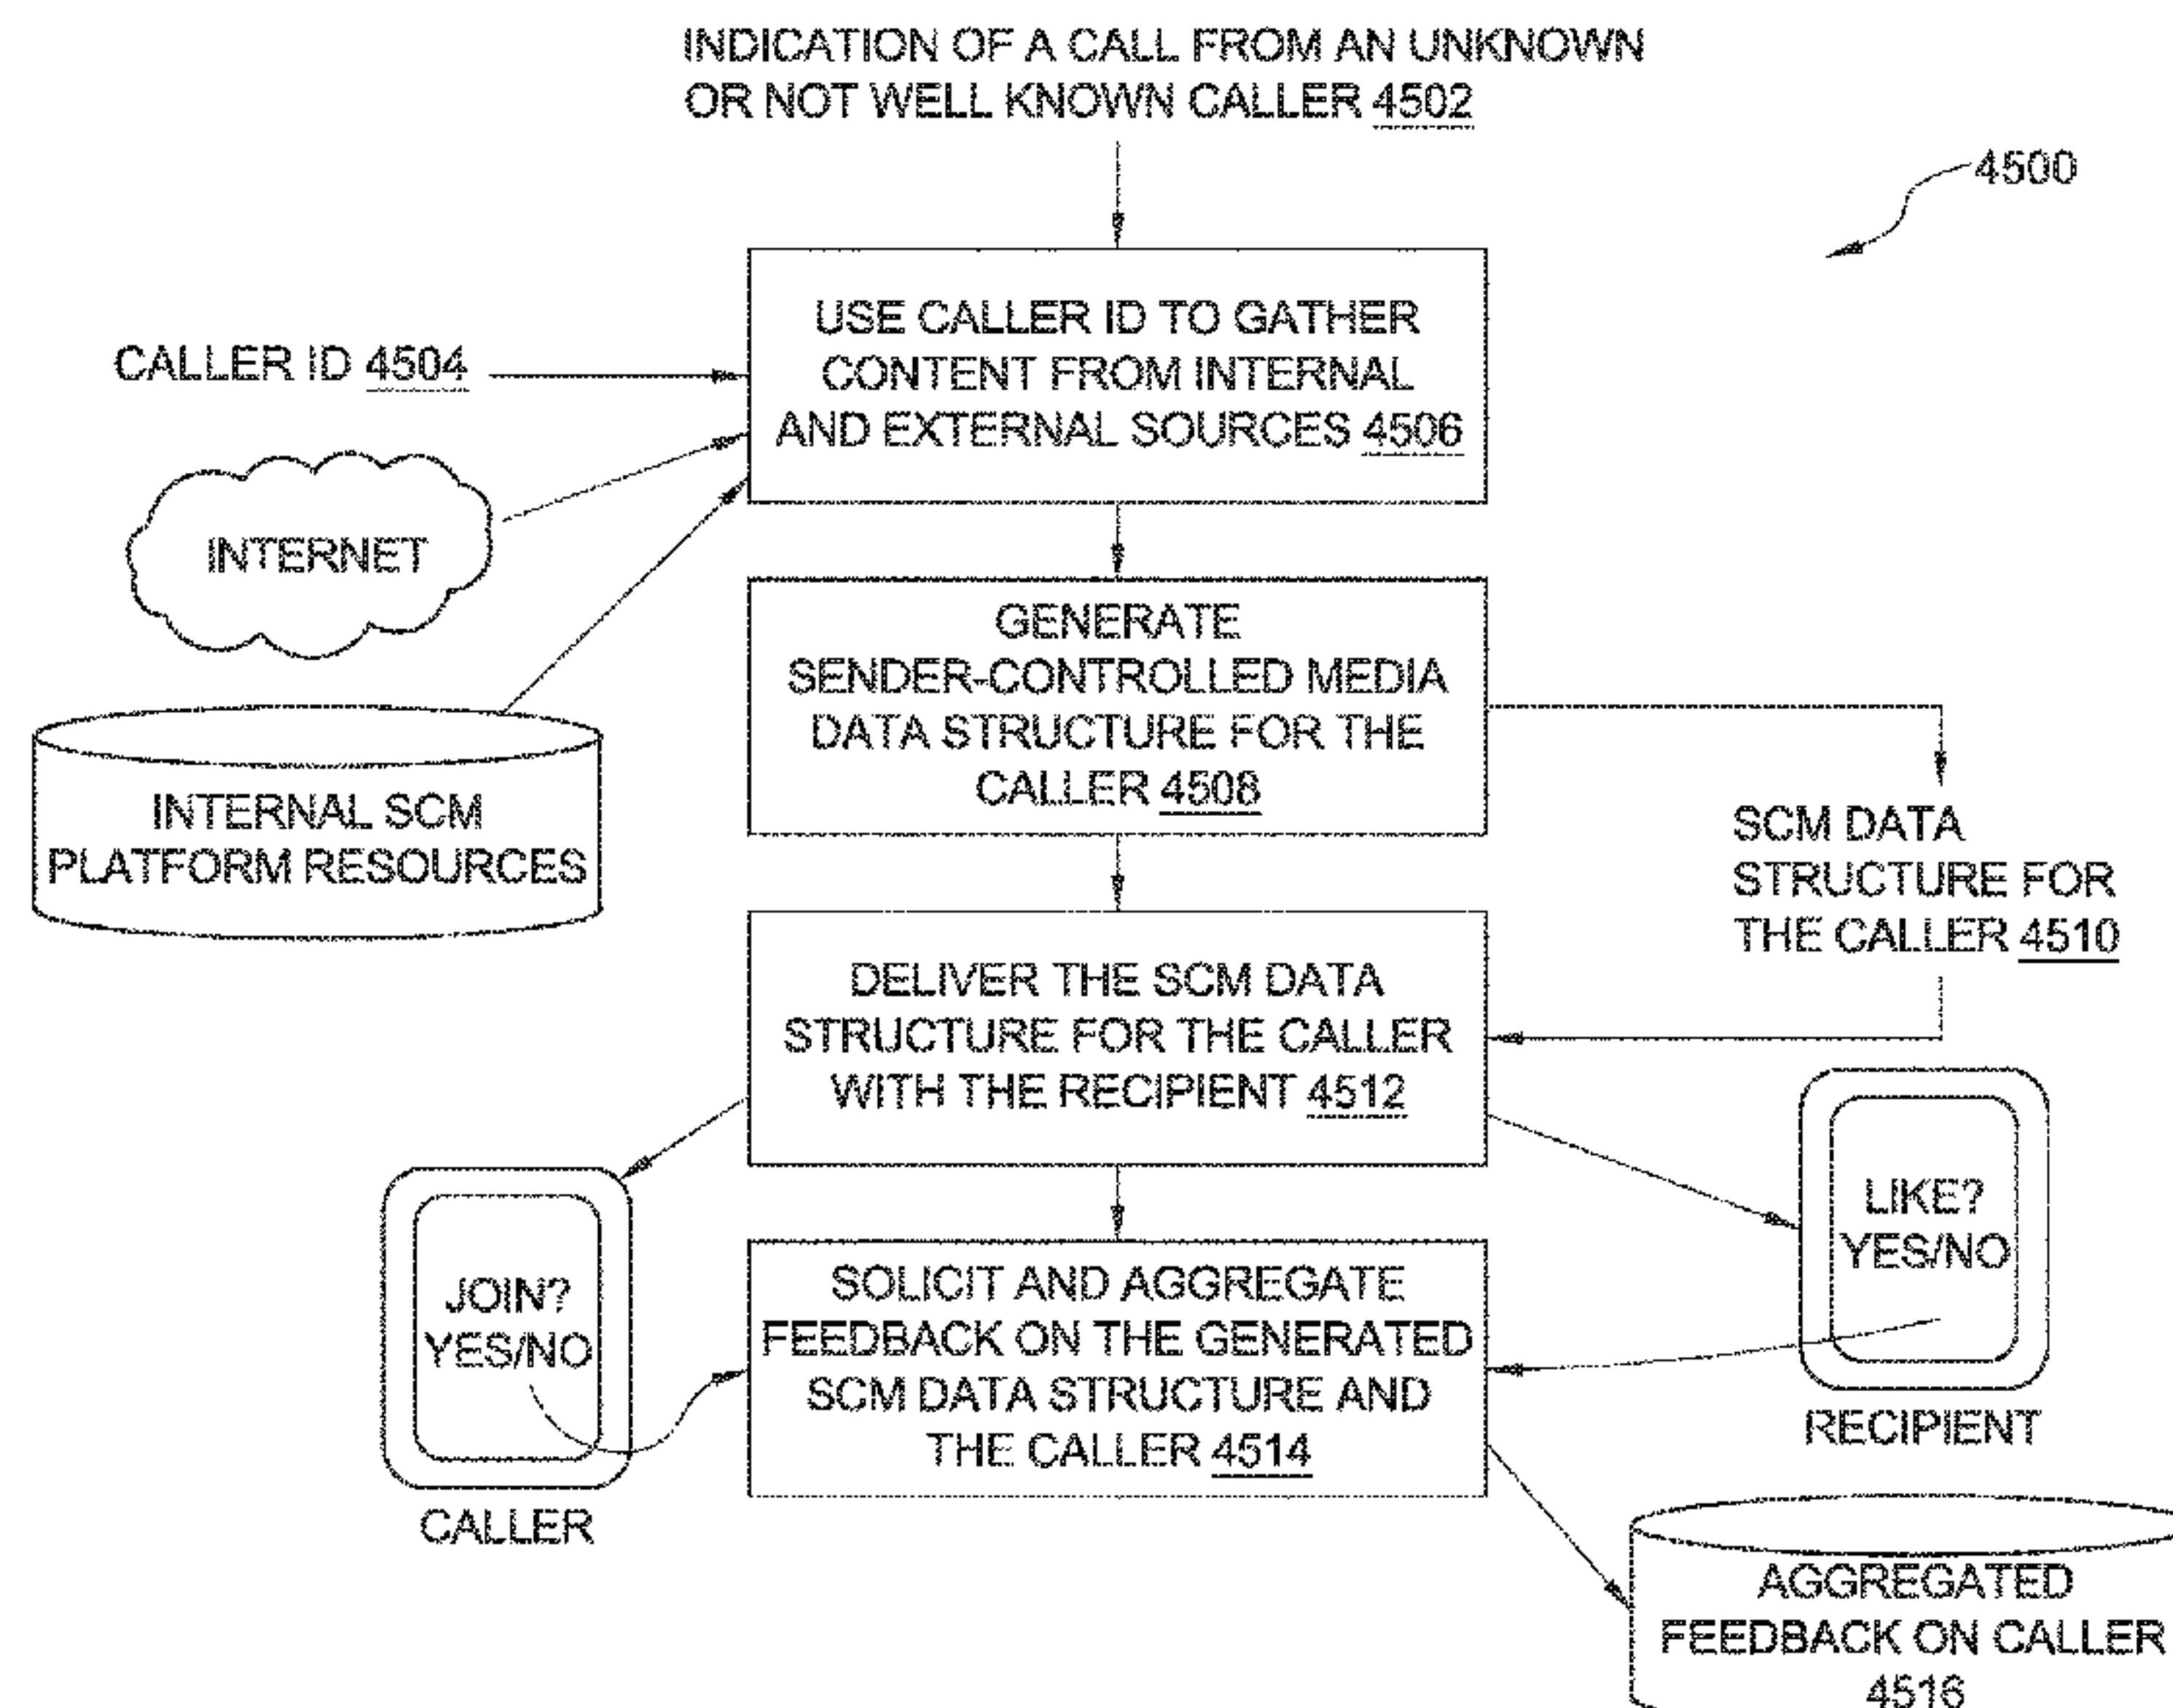 INDICATION OF A CALL FROM AN UNKNOWN
OR NOT WELL KNOWN CALLER 4502
4500
USE CALLER ID TO GATHER
CONTENT FROM INTERNAL
AND EXTERNAL SOURCES 4506
CALLER ID 4504
INTERNET
INTERNAL SCM
PLATFORM RESOURCES
GENERATE
SENDER-CONTROLLED MEDIA
DATA STRUCTURE FOR THE
CALLER 4508
SCM DATA
STRUCTURE FOR
THE CALLER 4510
DELIVER THE SCM DATA
STRUCTURE FOR THE CALLER
WITH THE RECIPIENT 4512
LIKE?
YES/NO
RECIPIENT
JOIN?
YES/NO
CALLER
SOLICIT AND AGGREGATE
FEEDBACK ON THE GENERATED
SCM DATA STRUCTURE AND
THE CALLER 4514
AGGREGATED
FEEDBACK ON CALLER
4516